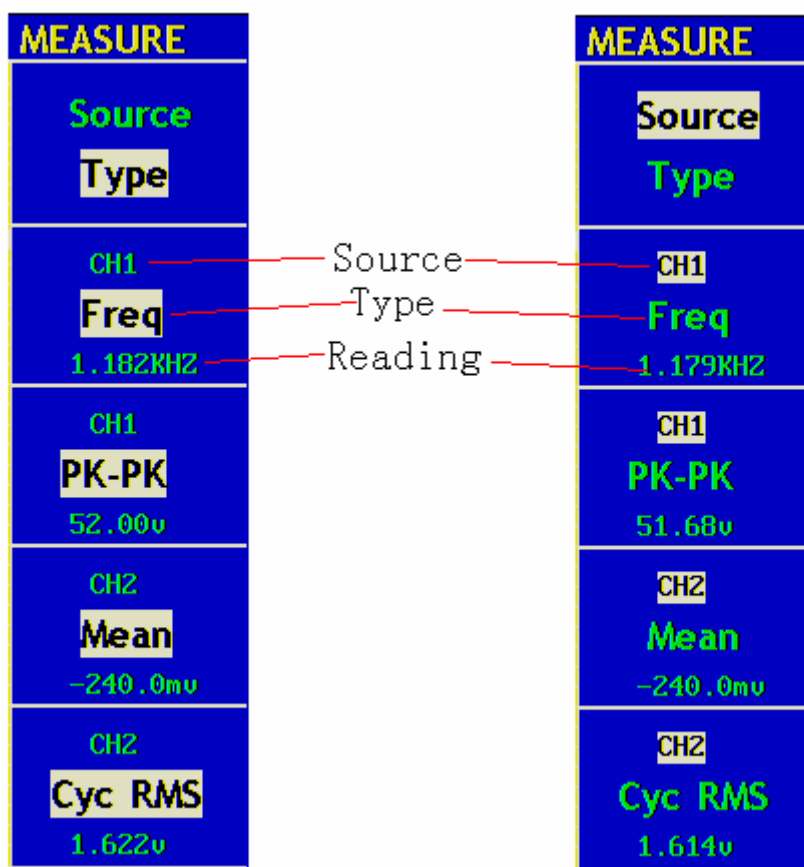 MEASURE
Source
Type
CH1
Freq
1.182KHZ
CH1
PK-PK
52.00v
CH2
Mean
-240.0mv
CH2
Cyc RMS
1.622v
Source
Type
Reading
MEASURE
Source
Type
CH1
Freq
1.179KHZ
CH1
PK-PK
51.68v
CH2
Mean
-240.0mv
CH2
Cyc RMS
1.614v